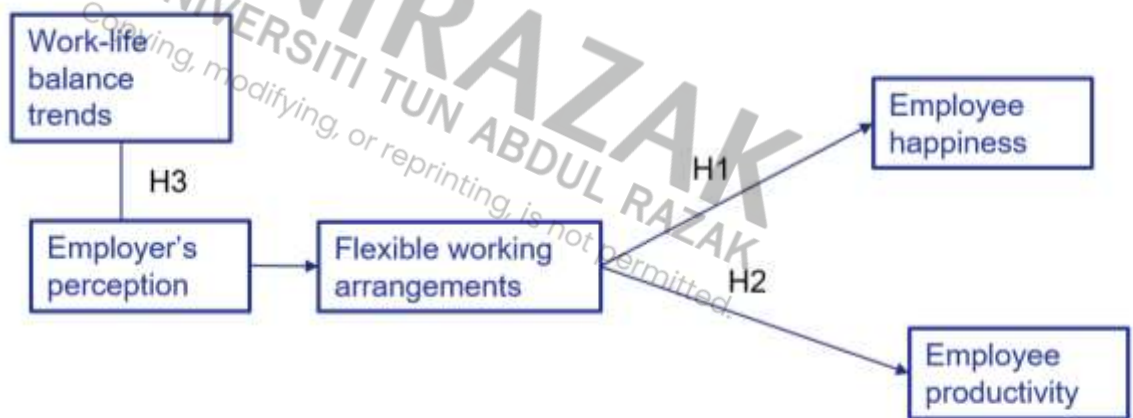 Work-life
balance
trends
H3
Employer's
perception
Flexible working
arrangements
H1
Employee
happiness
H2
Employee
productivity
UNIRAZAK
UNIVERSITI TUN ABDUL RAZAK
Copying, modifying, or reprinting, is not permitted.